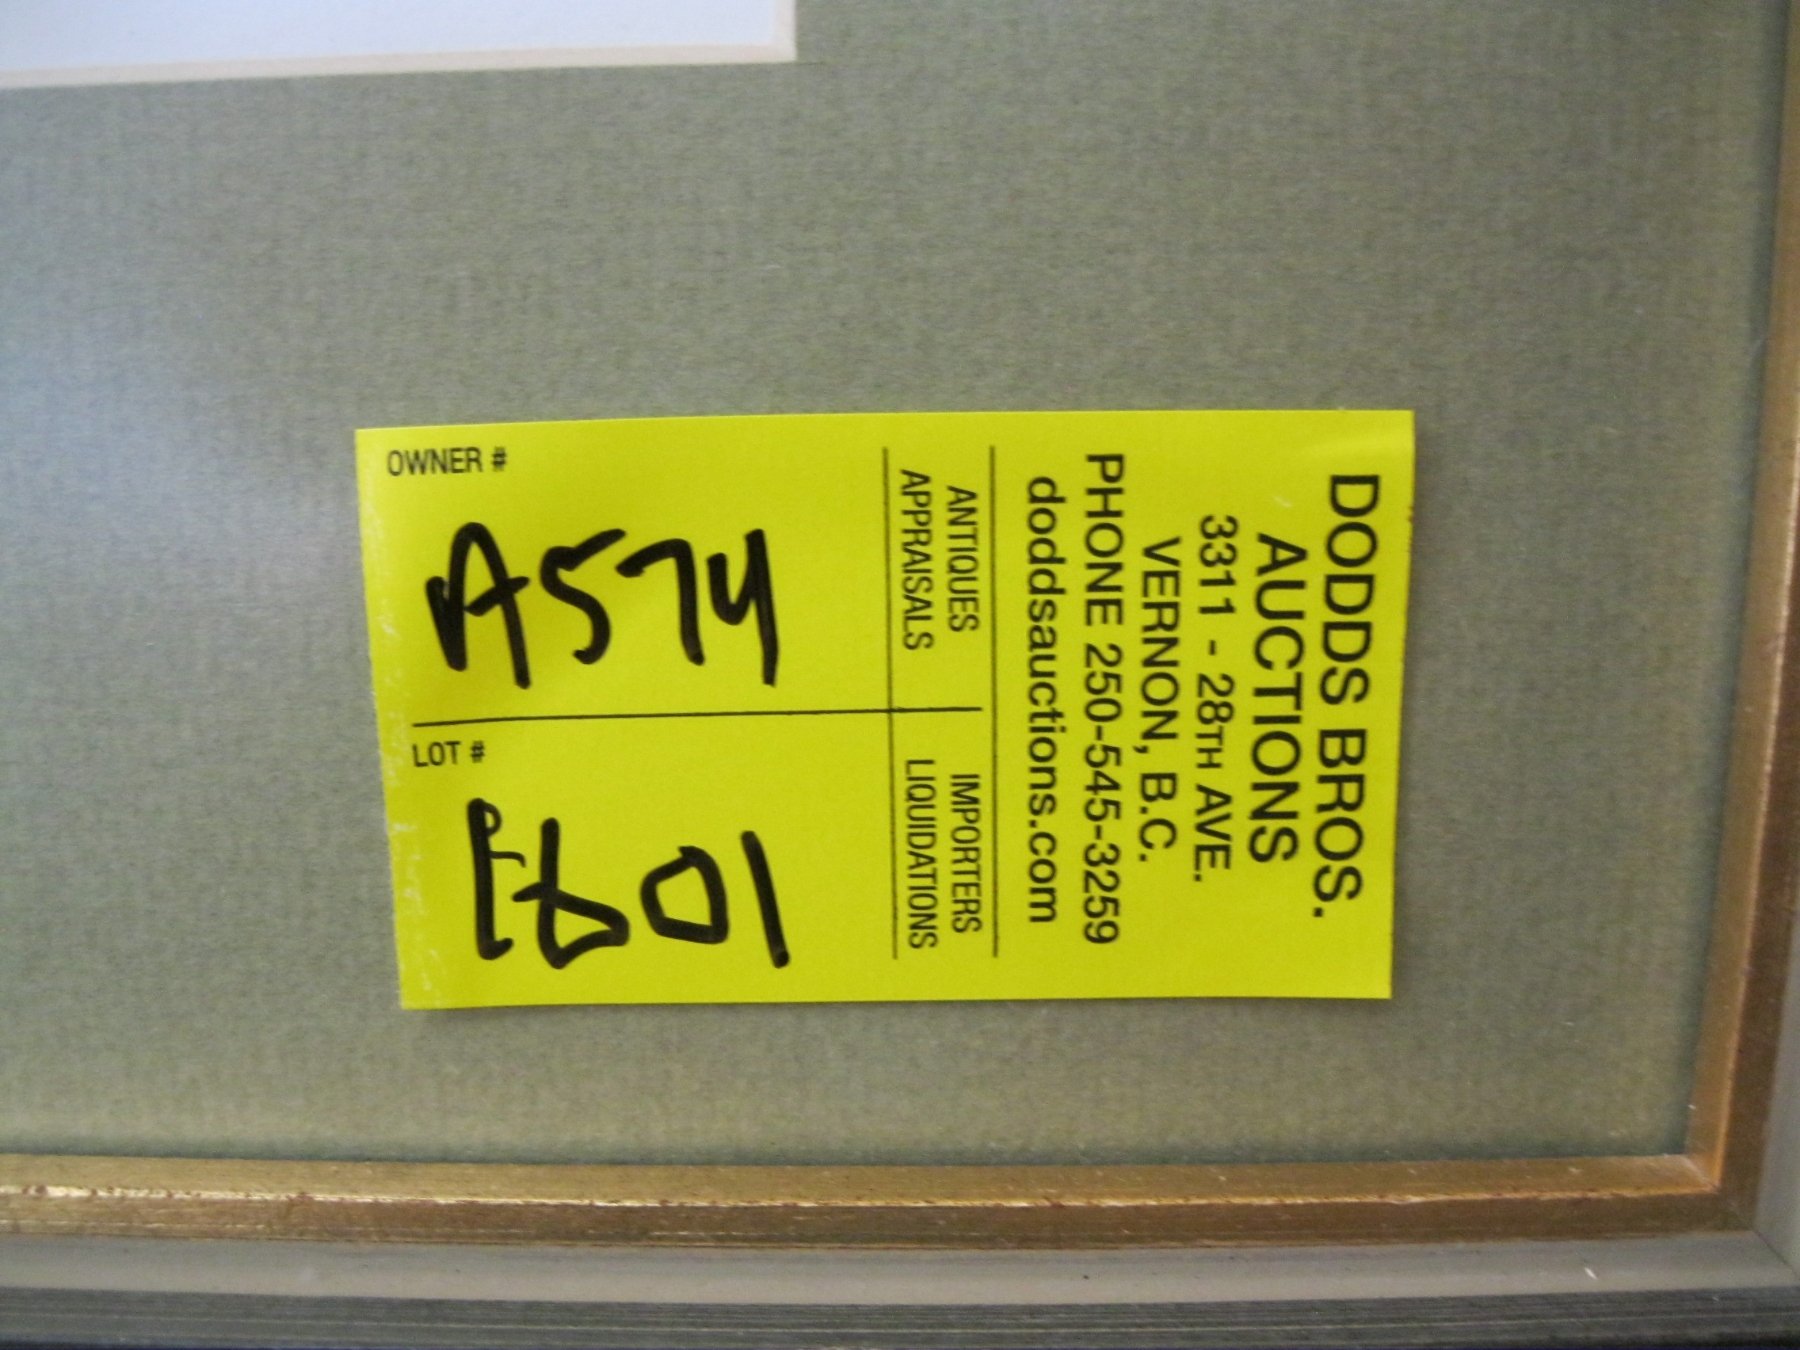 DODDS BROS.
AUCTIONS
3311 - 28TH AVE.
VERNON, B.C.
PHONE 250-545-3259
doddsauctions.com
ANTIQUES IMPORTERS
APPRAISALS LIQUIDATIONS
OWNER #
A574
LOT #
E601